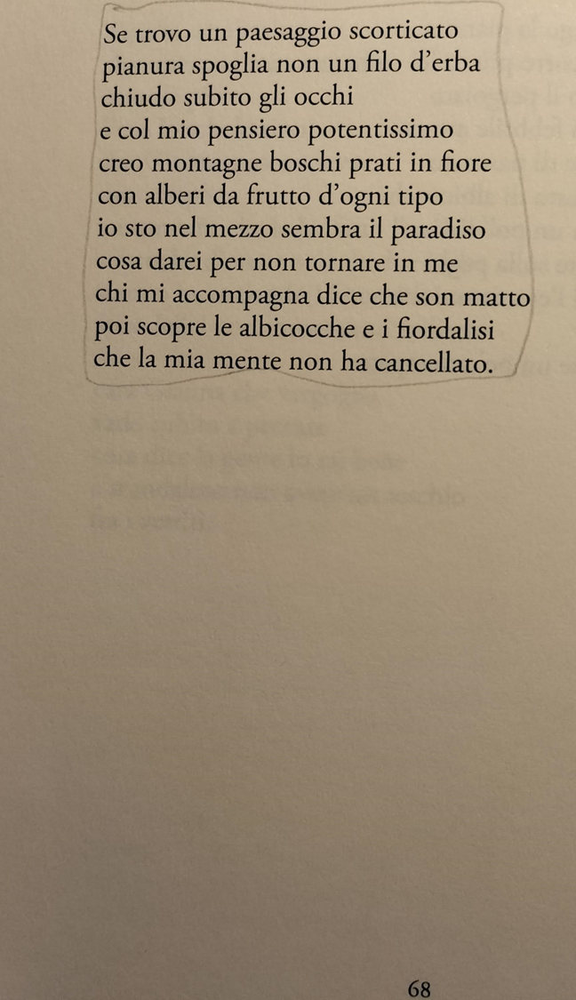 Se trovo un paesaggio scorticato
pianura spoglia non un filo d'erba
chiudo subito gli occhi
e col mio pensiero potentissimo
creo montagne boschi prati in fiore
con alberi da frutto d'ogni tipo
io sto nel mezzo sembra il paradiso
cosa darei per non tornare in me
chi mi accompagna dice che son matto
poi scopre le albicocche e i fiordalisi
che la mia mente non ha cancellato.
68